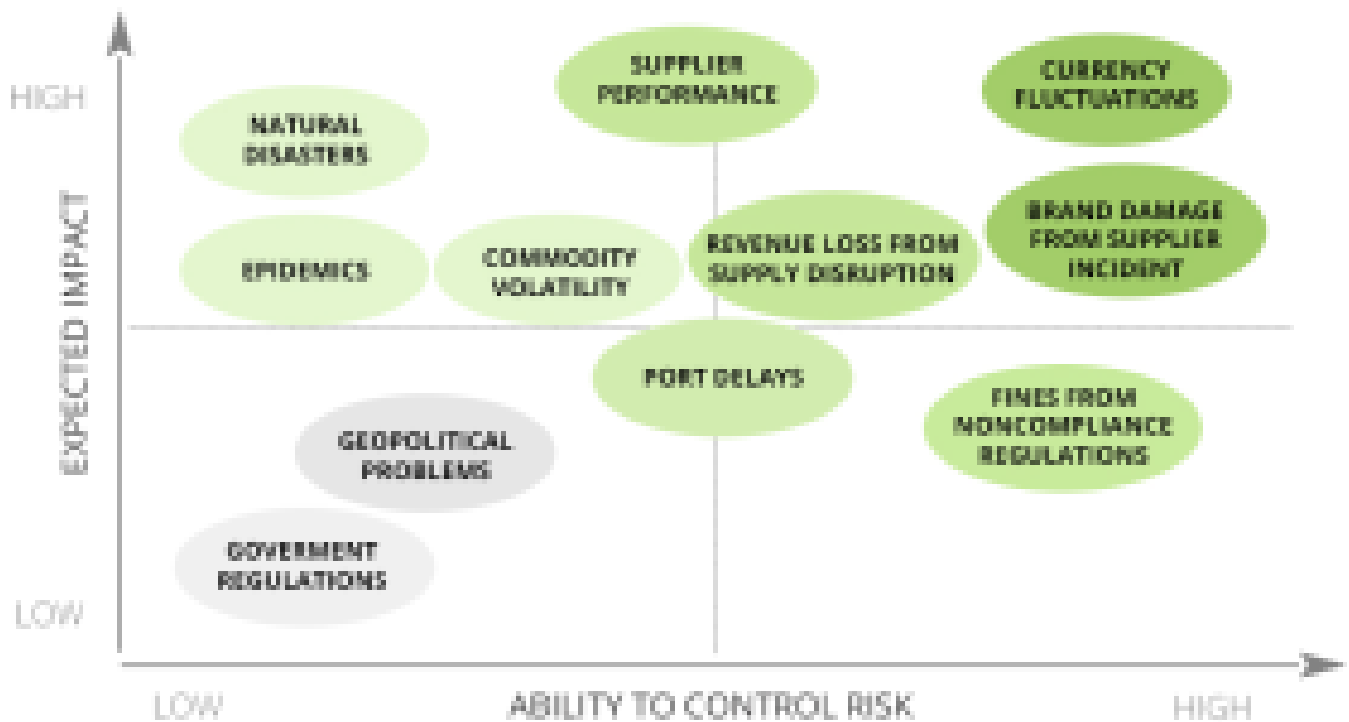 HIGH
SUPPLIER
PERFORMANCE
CURRENCY
FLUCTUATIONS
NATURAL
DISASTERS
EPIDEMICS
COMMODITY
VOLATILITY
REVENUE LOSS FROM
SUPPLY DISRUPTION
BRAND DAMAGE
FROM SUPPLIER
INCIDENT
EXPECTED IMPACT
PORT DELAYS
FINES FROM
NONCOMPLIANCE
REGULATIONS
GEOPOLITICAL
PROBLEMS
GOVERMENT
REGULATIONS
LOW
LOW
ABILITY TO CONTROL RISK
HIGH